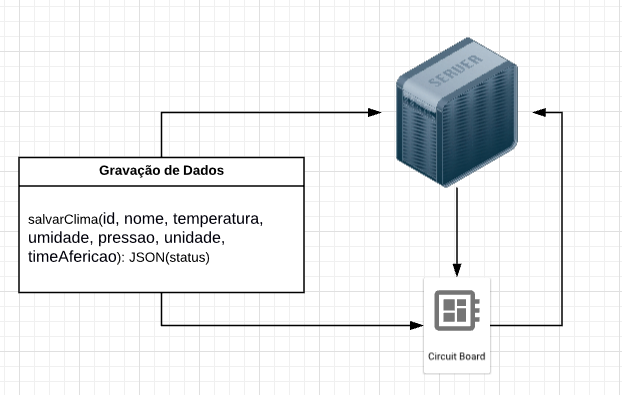 SERVER
Gravação de Dados
salvarClima(id, nome, temperatura,
umidade, pressao, unidade,
timeAfericao): JSON(status)
Circuit Board